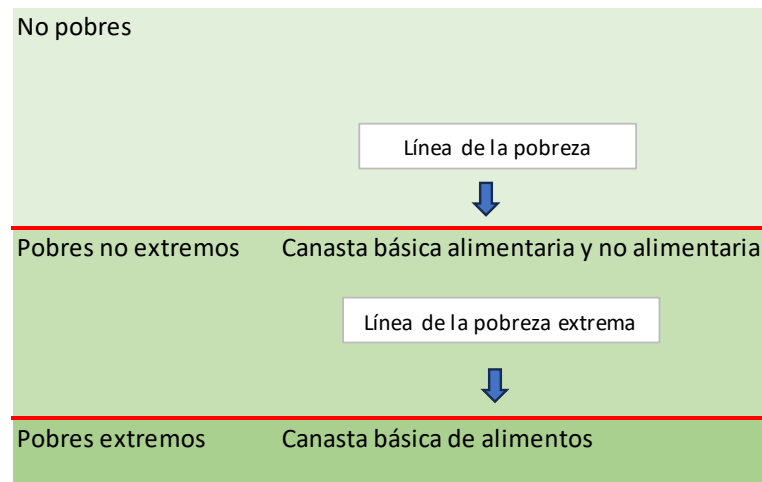 No pobres
Línea de la pobreza
Pobres no extremos Canasta básica alimentaria y no alimentaria
Línea de la pobreza extrema
Pobres extremos Canasta básica de alimentos